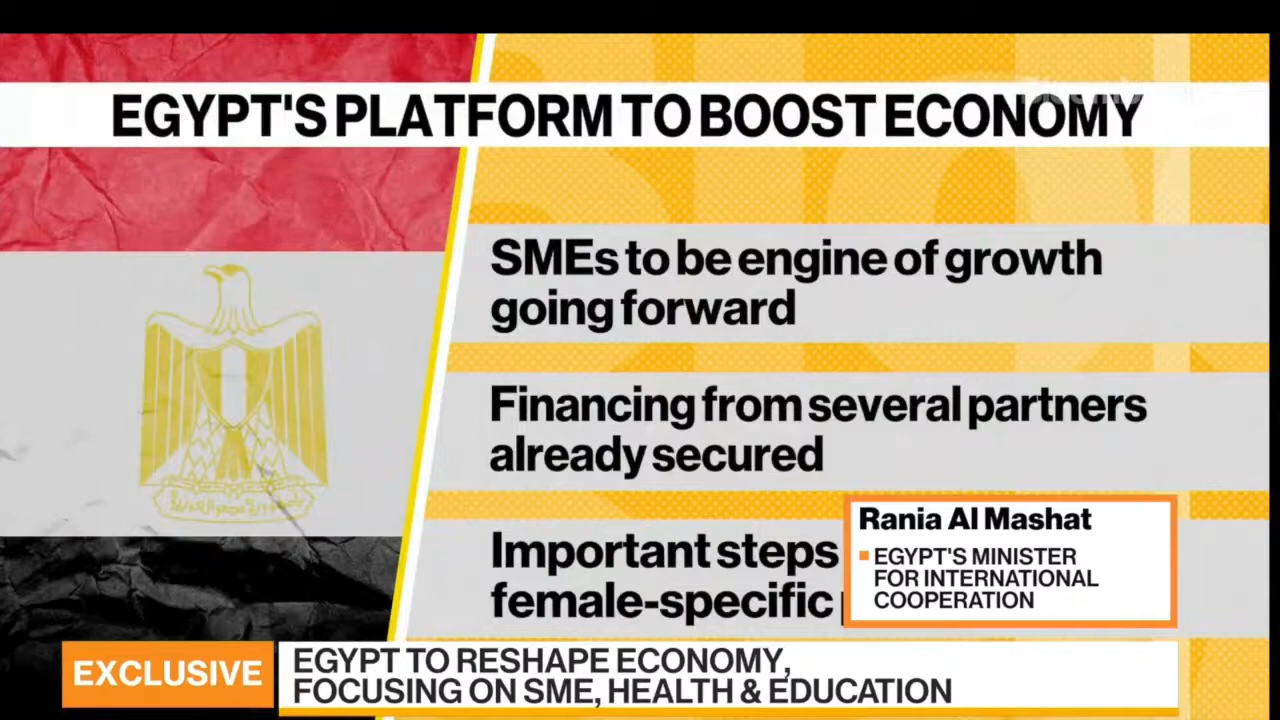 EGYPT'S PLATFORM TO BOOST ECONOMY
SMEs to be engine of growth
going forward
Financing from several partners
already secured
Important steps
female-specific
Rania Al Mashat
EGYPT'S MINISTER
FOR INTERNATIONAL
COOPERATION
EXCLUSIVE
EGYPT TO RESHAPE ECONOMY,
FOCUSING ON SME, HEALTH & EDUCATION